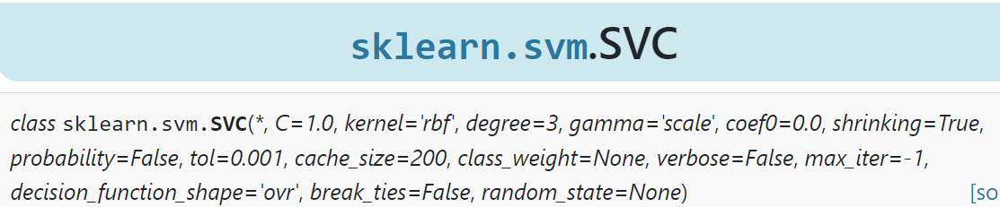 sklearn.svm.SVC
class sklearn.svm.SVC(*, C=1.0, kernel='rbf', degree=3, gamma='scale', coef0=0.0, shrinking=True,
probability=False, tol=0.001, cache_size=200, class_weight=None, verbose=False, max_iter=-1,
decision_function_shape='ovr', break_ties=False, random_state=None) [so